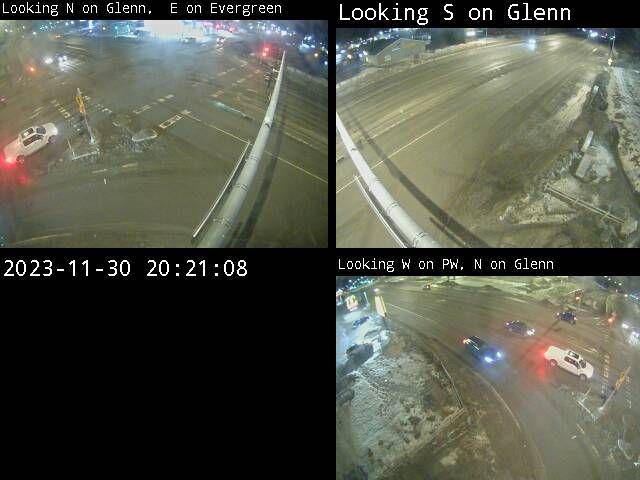 Looking N on Glenn,  E on Evergreen
Looking S on Glenn
2023-11-30 20:21:08
Looking W on PW, N on Glenn